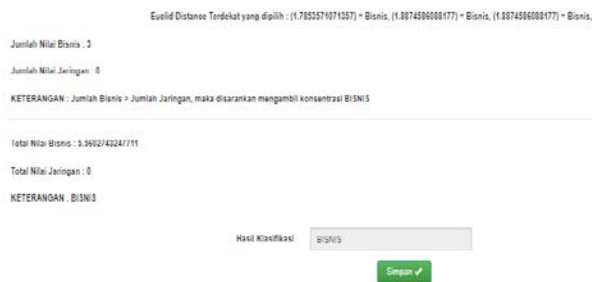 Euclid Distance Terdekat yang dipilih : (1.7853571071357) = Bisnis, (1.8874586088177) = Bisnis, (1.8874586088177) = Bisnis,
Jumlah Nilai Bisnis : 3
Jumlah Nilai Jaringan : 0
KETERANGAN : Jumlah Bisnis > Jumlah Jaringan, maka disarankan mengambil konsentrasi BISNIS
Total Nilai Bisnis : 5.5602743247711
Total Nilai Jaringan : 0
KETERANGAN : BISNIS
Hasil Klasifikasi BISNIS
Simpan ✓